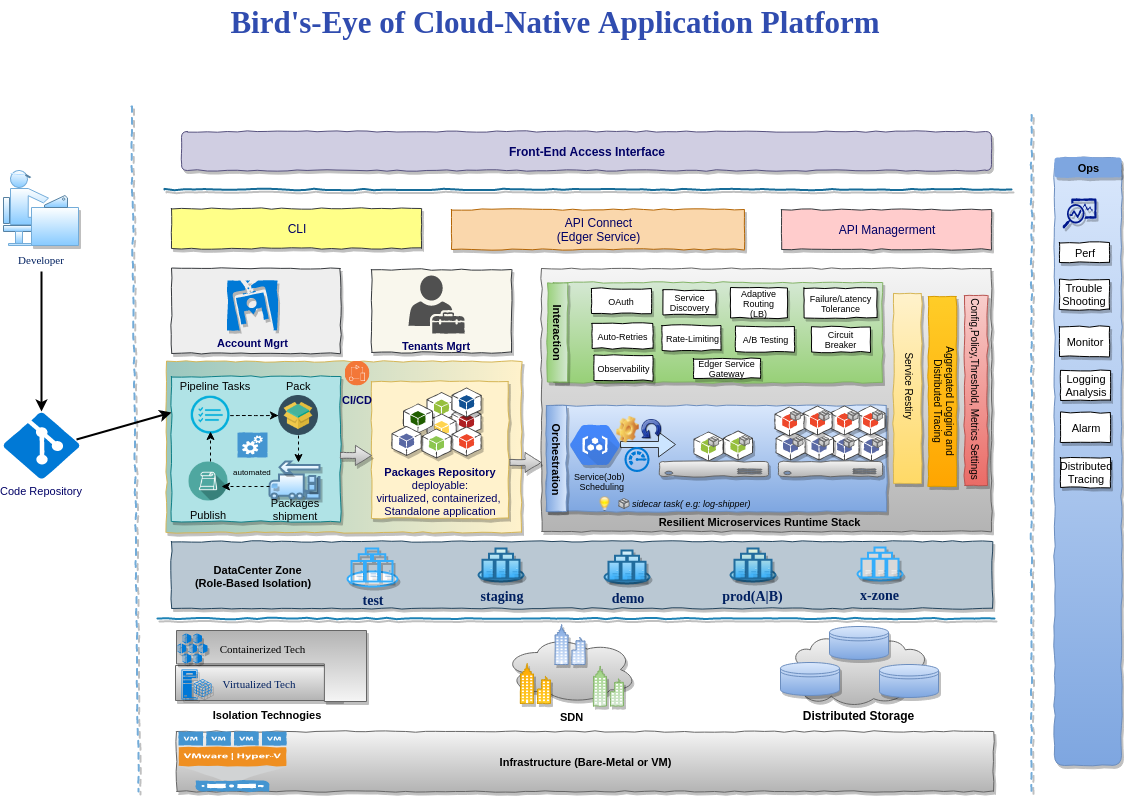 Bird's-Eye of Cloud-Native Application Platform
Front-End Access Interface
CLI
API Connect
(Edger Service)
API Managerment
Developer
Code Repository
Account Mgrt
Tenants Mgrt
Pipeline Tasks
Pack
automated
Publish
Packages
shipment
CI/CD
Packages Repository
deployable:
virtualized, containerized,
Standalone application
Interaction
OAuth
Service
Discovery
Adaptive
Routing
(LB)
Failure/Latency
Tolerance
Auto-Retries
Rate-Limiting
A/B Testing
Circuit
Breaker
Observability
Edger Service
Gateway
Orchestration
Service(Job)
Scheduling
sidecar task( e.g: log-shipper)
Service Restiry
Aggregated Logging and
Distributed Tracing
Config,Policy,Threshold, Metrics Settings
Resilient Microservices Runtime Stack
DataCenter Zone
(Role-Based Isolation)
test
staging
demo
prod(A|B)
x-zone
Containerized Tech
Virtualized Tech
Isolation Technogies
SDN
Distributed Storage
VM VM VM VM
VMware | Hyper-V
Infrastructure (Bare-Metal or VM)
Ops
Perf
Trouble
Shooting
Monitor
Logging
Analysis
Alarm
Distributed
Tracing